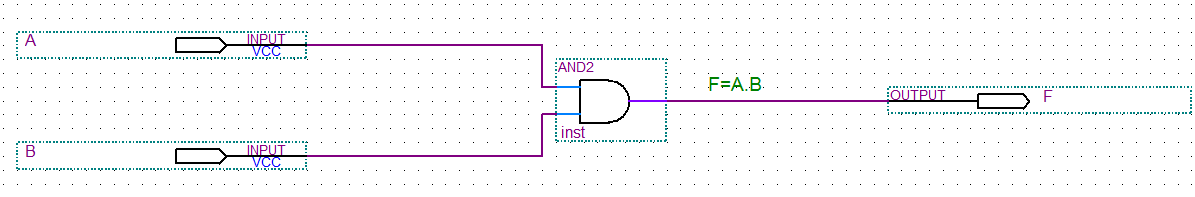 A
INPUT
VCC
AND2
F=A.B
OUTPUT
F
inst
B
INPUT
VCC